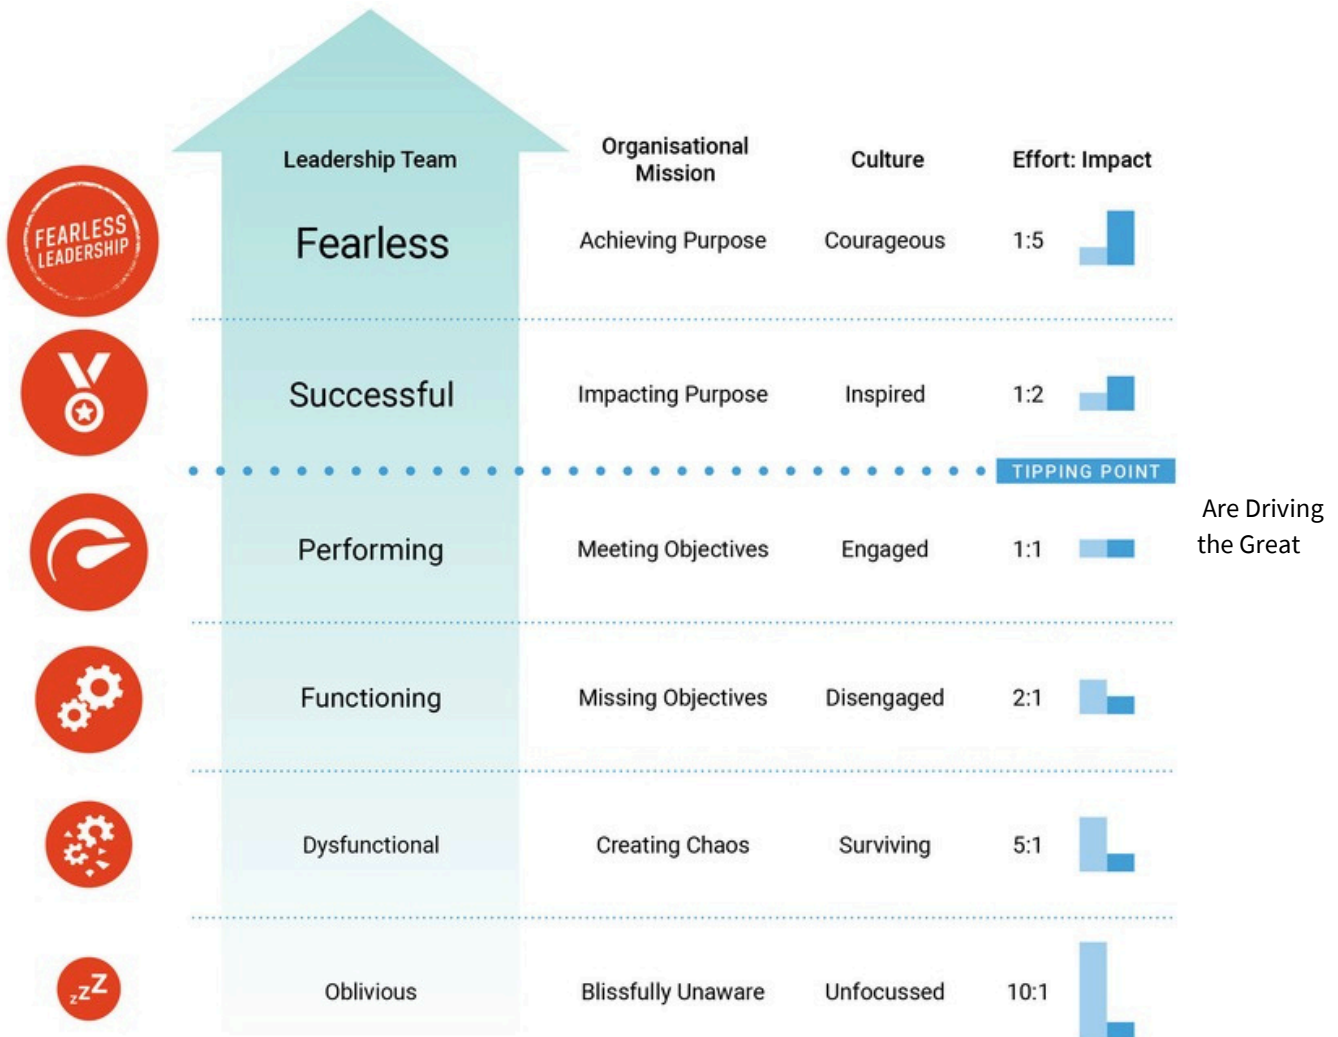 Leadership Team
Organisational
Mission
Culture
Effort: Impact
FEARLESS
LEADERSHIP
Fearless
Achieving Purpose
Courageous
1:5
Successful
Impacting Purpose
Inspired
1:2
TIPPING POINT
Are Driving
the Great
Performing
Meeting Objectives
Engaged
1:1
Functioning
Missing Objectives
Disengaged
2:1
Dysfunctional
Creating Chaos
Surviving
5:1
zzZ
Oblivious
Blissfully Unaware
Unfocussed
10:1